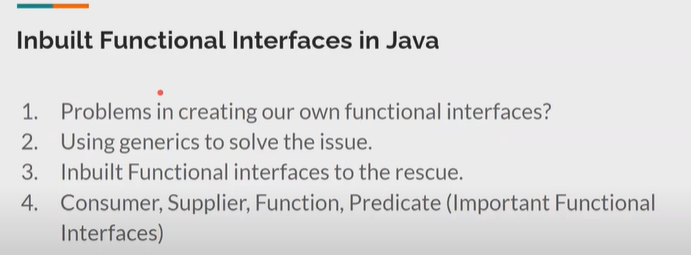 Inbuilt Functional Interfaces in Java
1. Problems in creating our own functional interfaces?
2. Using generics to solve the issue.
3. Inbuilt Functional interfaces to the rescue.
4. Consumer, Supplier, Function, Predicate (Important Functional
Interfaces)